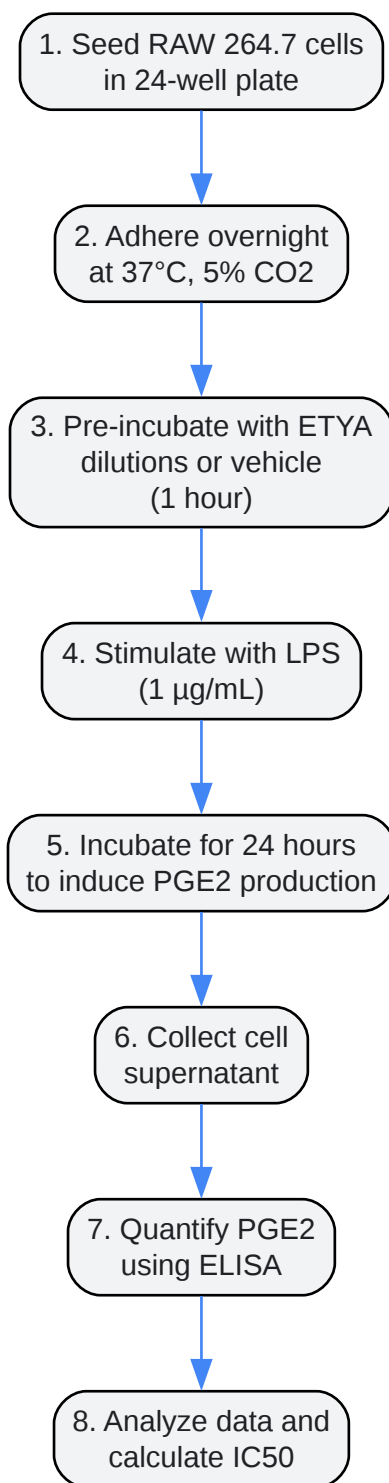 1. Seed RAW 264.7 cells
in 24-well plate
2. Adhere overnight
at 37°C, 5% CO2
3. Pre-incubate with ETYA
dilutions or vehicle
(1 hour)
4. Stimulate with LPS
(1 µg/mL)
5. Incubate for 24 hours
to induce PGE2 production
6. Collect cell
supernatant
7. Quantify PGE2
using ELISA
8. Analyze data and
calculate IC50